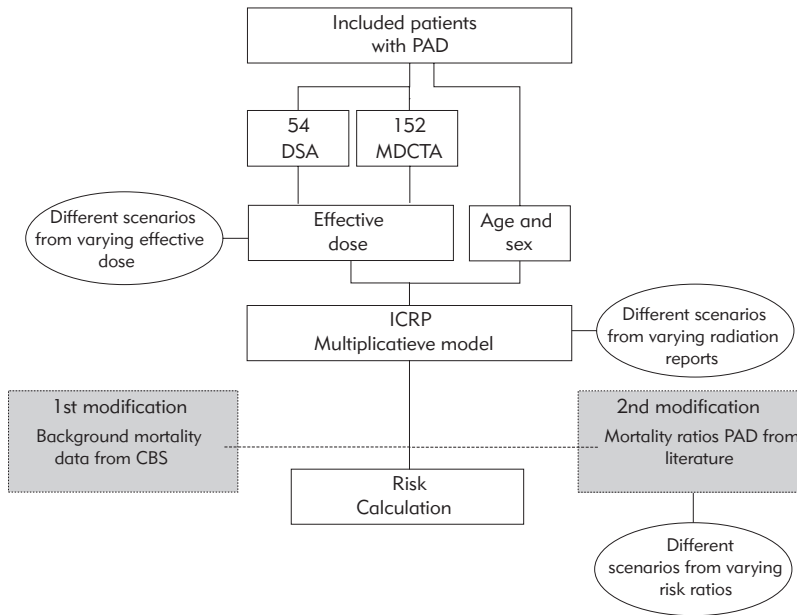 Included patients
with PAD
54
DSA
152
MDCTA
Different scenarios
from varying effective
dose
Effective
dose
Age and
sex
ICRP
Multiplicatieve model
Different scenarios
from varying radiation
reports
1st modification
Background mortality
data from CBS
2nd modification
Mortality ratios PAD from
literature
Risk
Calculation
Different
scenarios from varying
risk ratios